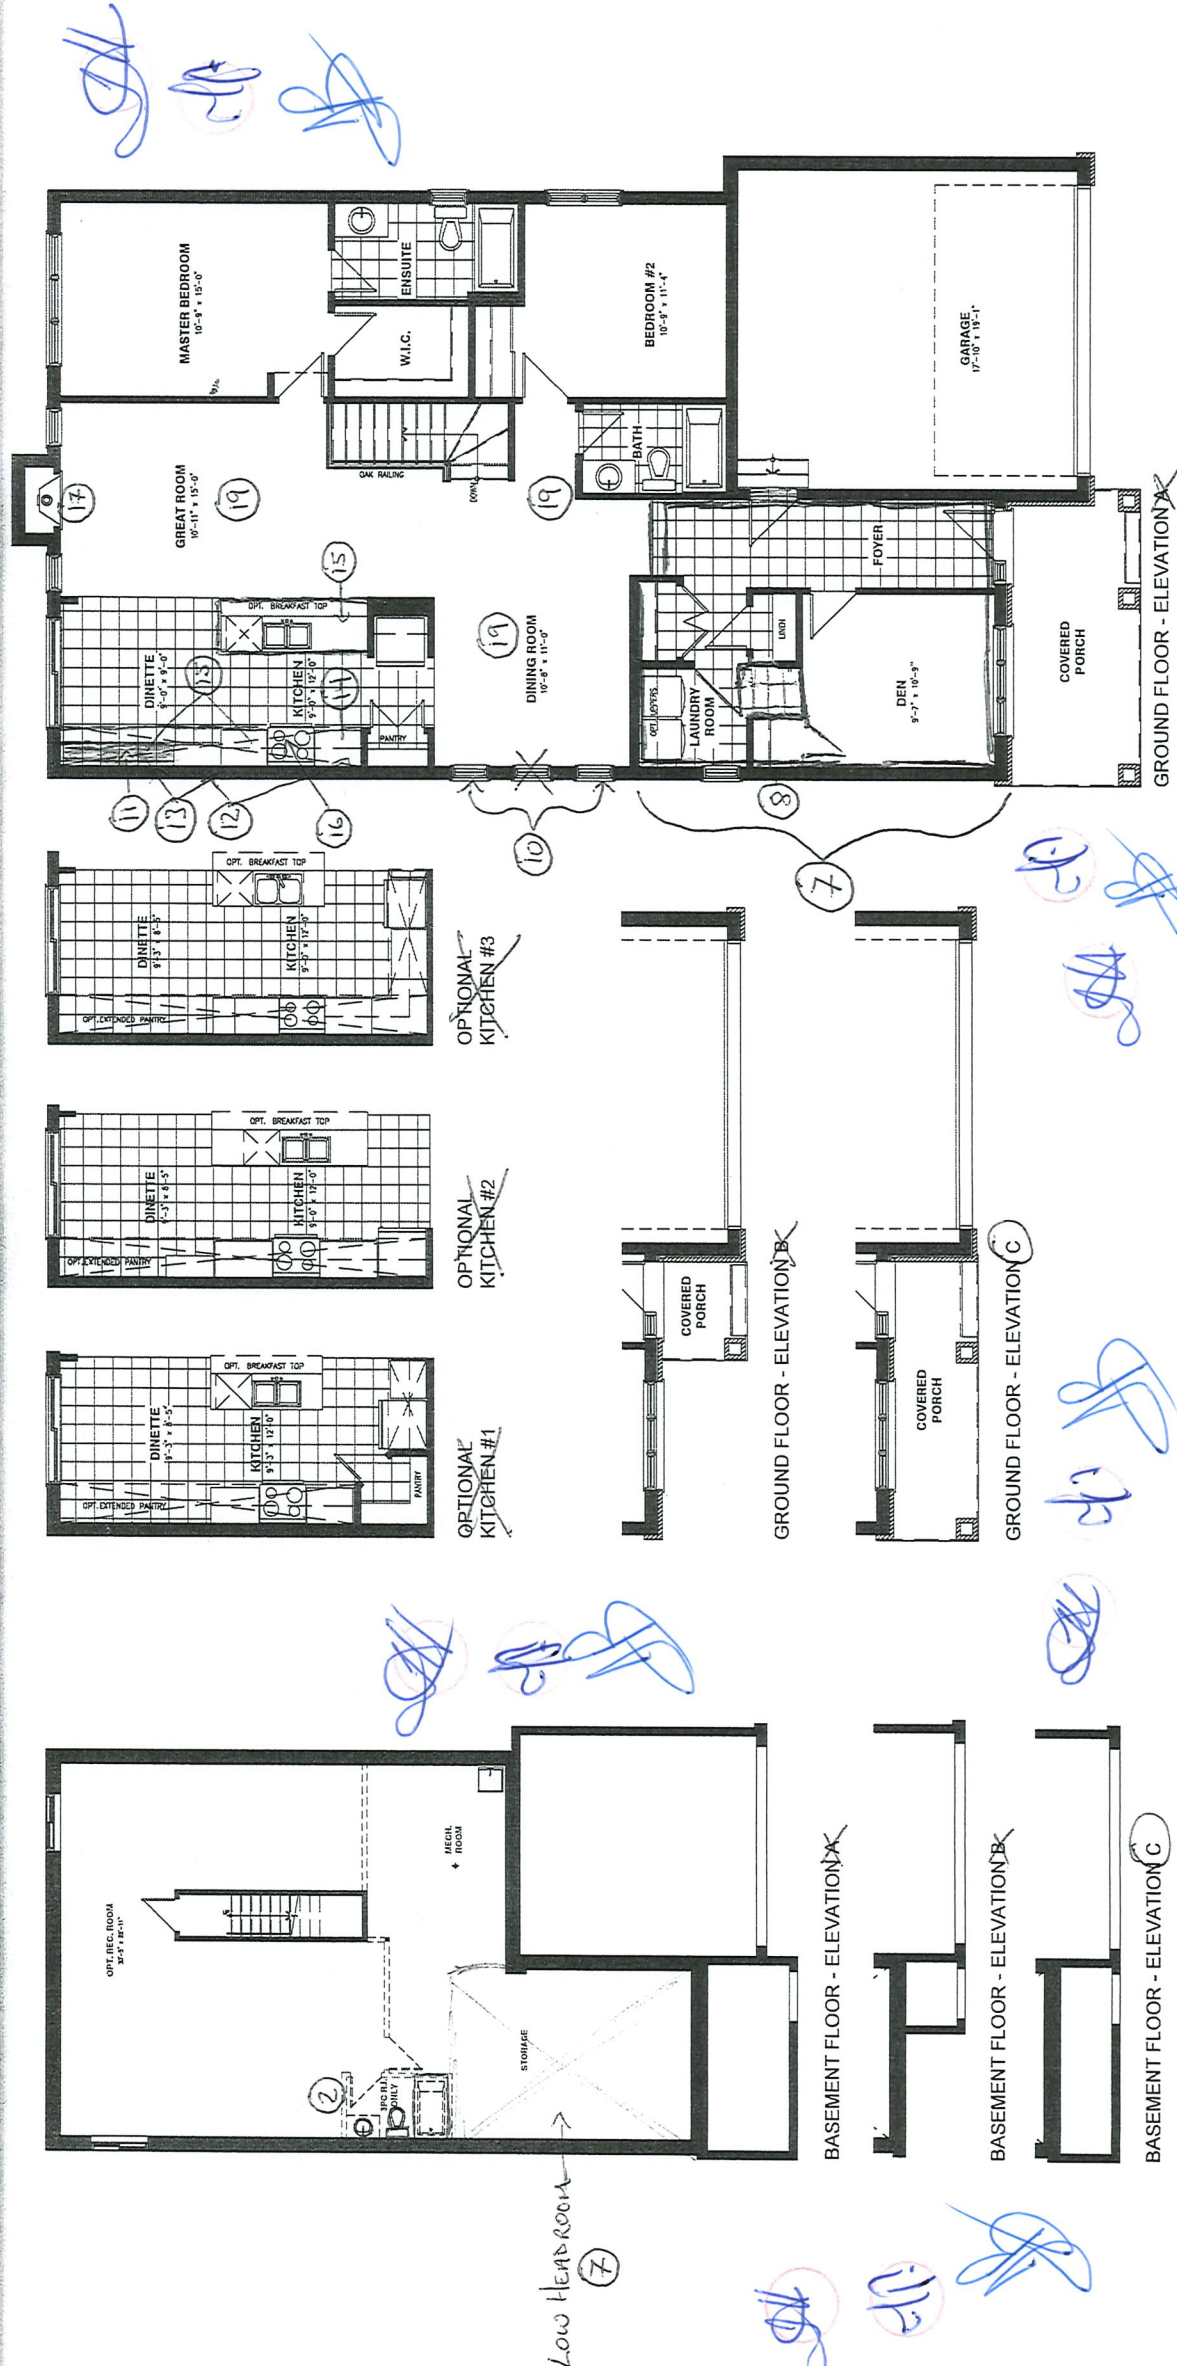 OPT. REC. ROOM
MECH.
ROOM
3PC R.I.
ONLY
2
STORAGE
LOW HEADROOM
7
BASEMENT FLOOR - ELEVATION A
BASEMENT FLOOR - ELEVATION B
BASEMENT FLOOR - ELEVATION C
DINETTE
9'-3" x 8'-5"
KITCHEN
9'-3" x 12'-0"
OPT. BREAKFAST TOP
OPT. EXTENDED PANTRY
PANTRY
OPTIONAL
KITCHEN #1
DINETTE
9'-3" x 8'-5"
KITCHEN
9'-0" x 12'-0"
OPT. BREAKFAST TOP
OPT. EXTENDED PANTRY
OPTIONAL
KITCHEN #2
DINETTE
9'-3" x 8'-5"
KITCHEN
9'-0" x 12'-0"
OPT. BREAKFAST TOP
OPT. EXTENDED PANTRY
OPTIONAL
KITCHEN #3
COVERED
PORCH
GROUND FLOOR - ELEVATION B
COVERED
PORCH
GROUND FLOOR - ELEVATION C
MASTER BEDROOM
10'-9" x 15'-0"
ENSUITE
W.I.C.
BEDROOM #2
10'-9" x 11'-4"
GARAGE
17'-10" x 19'-1"
17
GREAT ROOM
10'-11" x 15'-0"
19
OAK RAILING
DOWN
19
BATH
FOYER
15
OPT. BREAKFAST TOP
DINETTE
9'-0" x 9'-0"
KITCHEN
9'-0" x 12'-0"
14
PANTRY
19
DINING ROOM
10'-8" x 11'-0"
LINEN
OPT. UPPERS
LAUNDRY
ROOM
DEN
9'-7" x 10'-9"
COVERED
PORCH
11
13
12
16
10
8
7
GROUND FLOOR - ELEVATION A